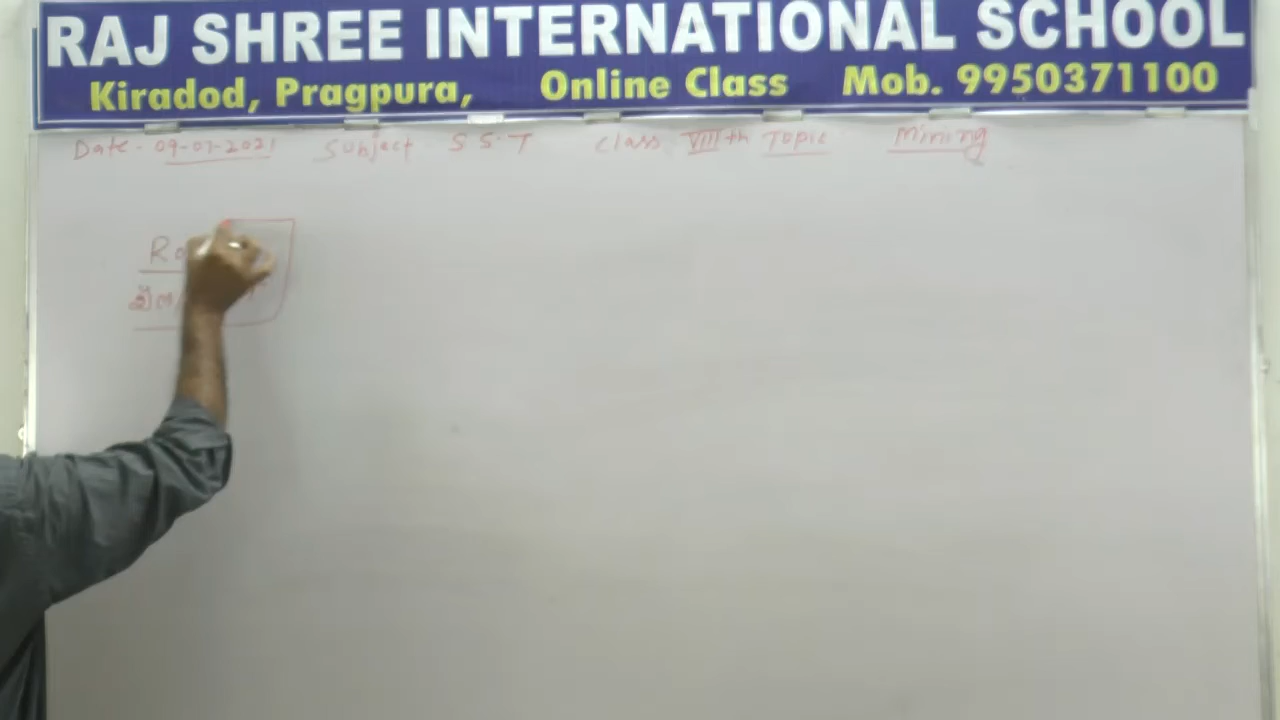 RAJ SHREE INTERNATIONAL SCHOOL
Kiradod, Pragpura, Online Class Mob. 9950371100
Date - 09-07-2021 Subject S S.T Class VIIIth Topic Mining